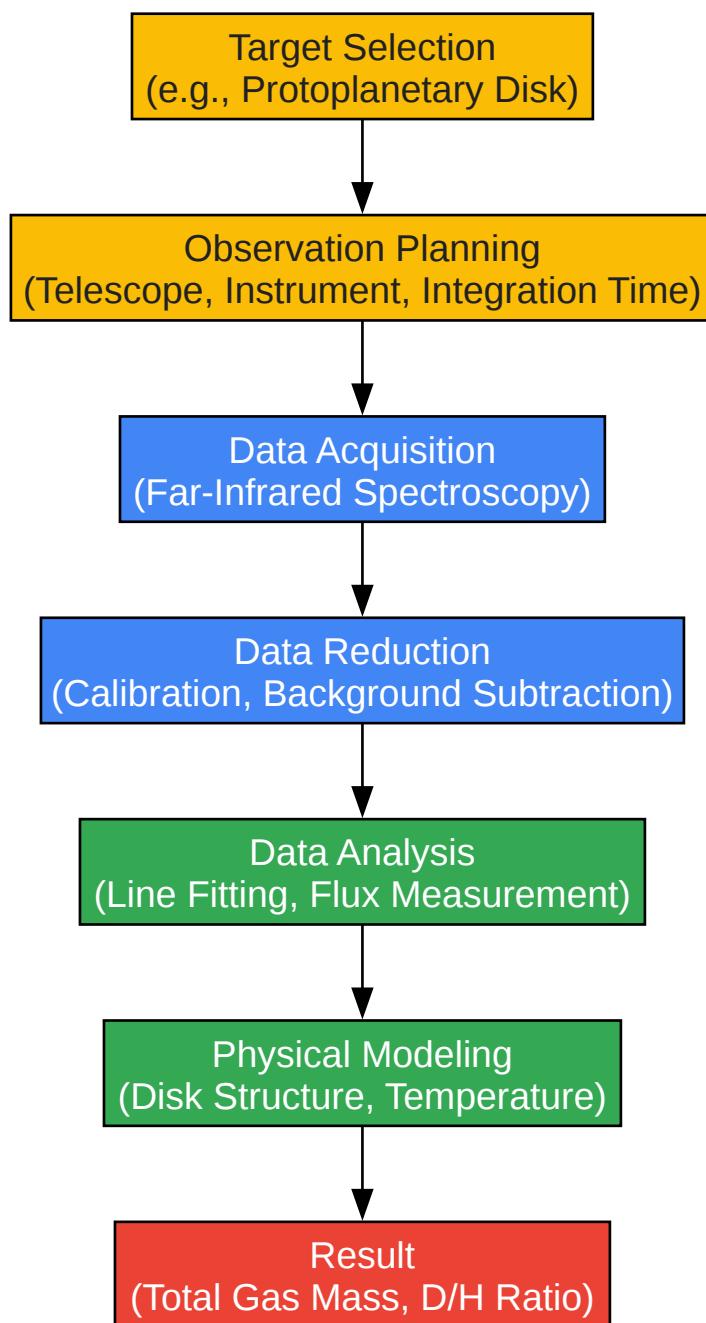 Target Selection
(e.g., Protoplanetary Disk)
Observation Planning
(Telescope, Instrument, Integration Time)
Data Acquisition
(Far-Infrared Spectroscopy)
Data Reduction
(Calibration, Background Subtraction)
Data Analysis
(Line Fitting, Flux Measurement)
Physical Modeling
(Disk Structure, Temperature)
Result
(Total Gas Mass, D/H Ratio)